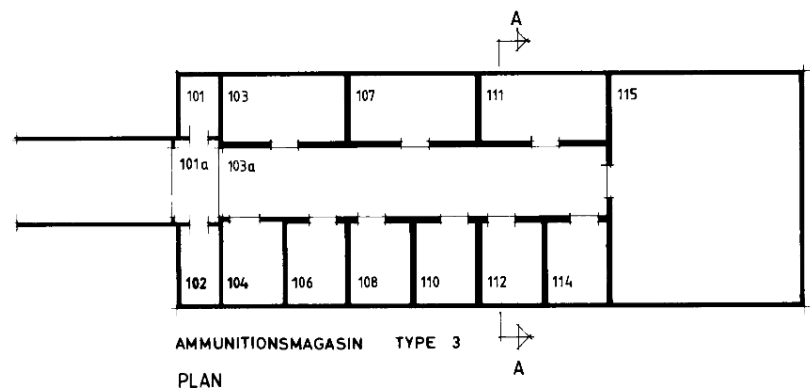 A
101 103 107 111 115
101a 103a
102 104 106 108 110 112 114
AMMUNITIONSMAGASIN TYPE 3
A
PLAN